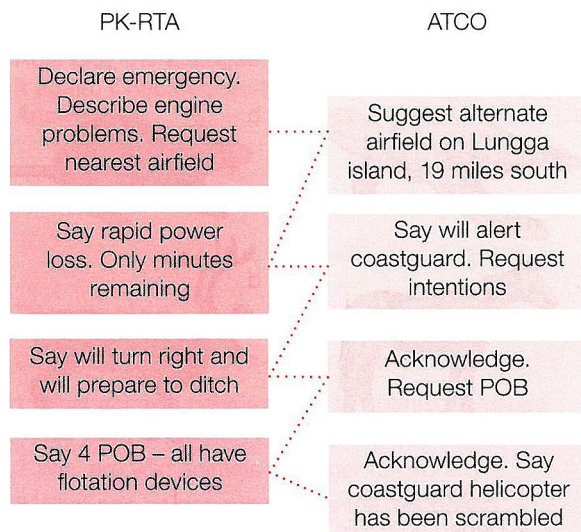 PK-RTA
ATCO
Declare emergency.
Describe engine
problems. Request
nearest airfield
Suggest alternate
airfield on Lungga
island, 19 miles south
Say rapid power
loss. Only minutes
remaining
Say will alert
coastguard. Request
intentions
Say will turn right and
will prepare to ditch
Acknowledge.
Request POB
Say 4 POB – all have
flotation devices
Acknowledge. Say
coastguard helicopter
has been scrambled